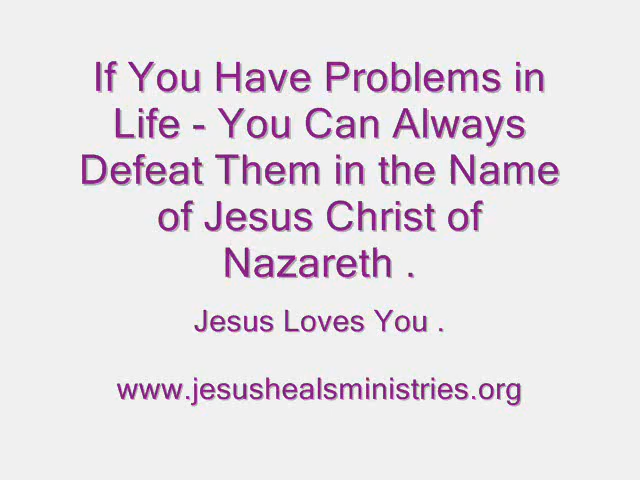 If You Have Problems in
Life - You Can Always
Defeat Them in the Name
of Jesus Christ of
Nazareth .
Jesus Loves You .
www.jesushealsministries.org